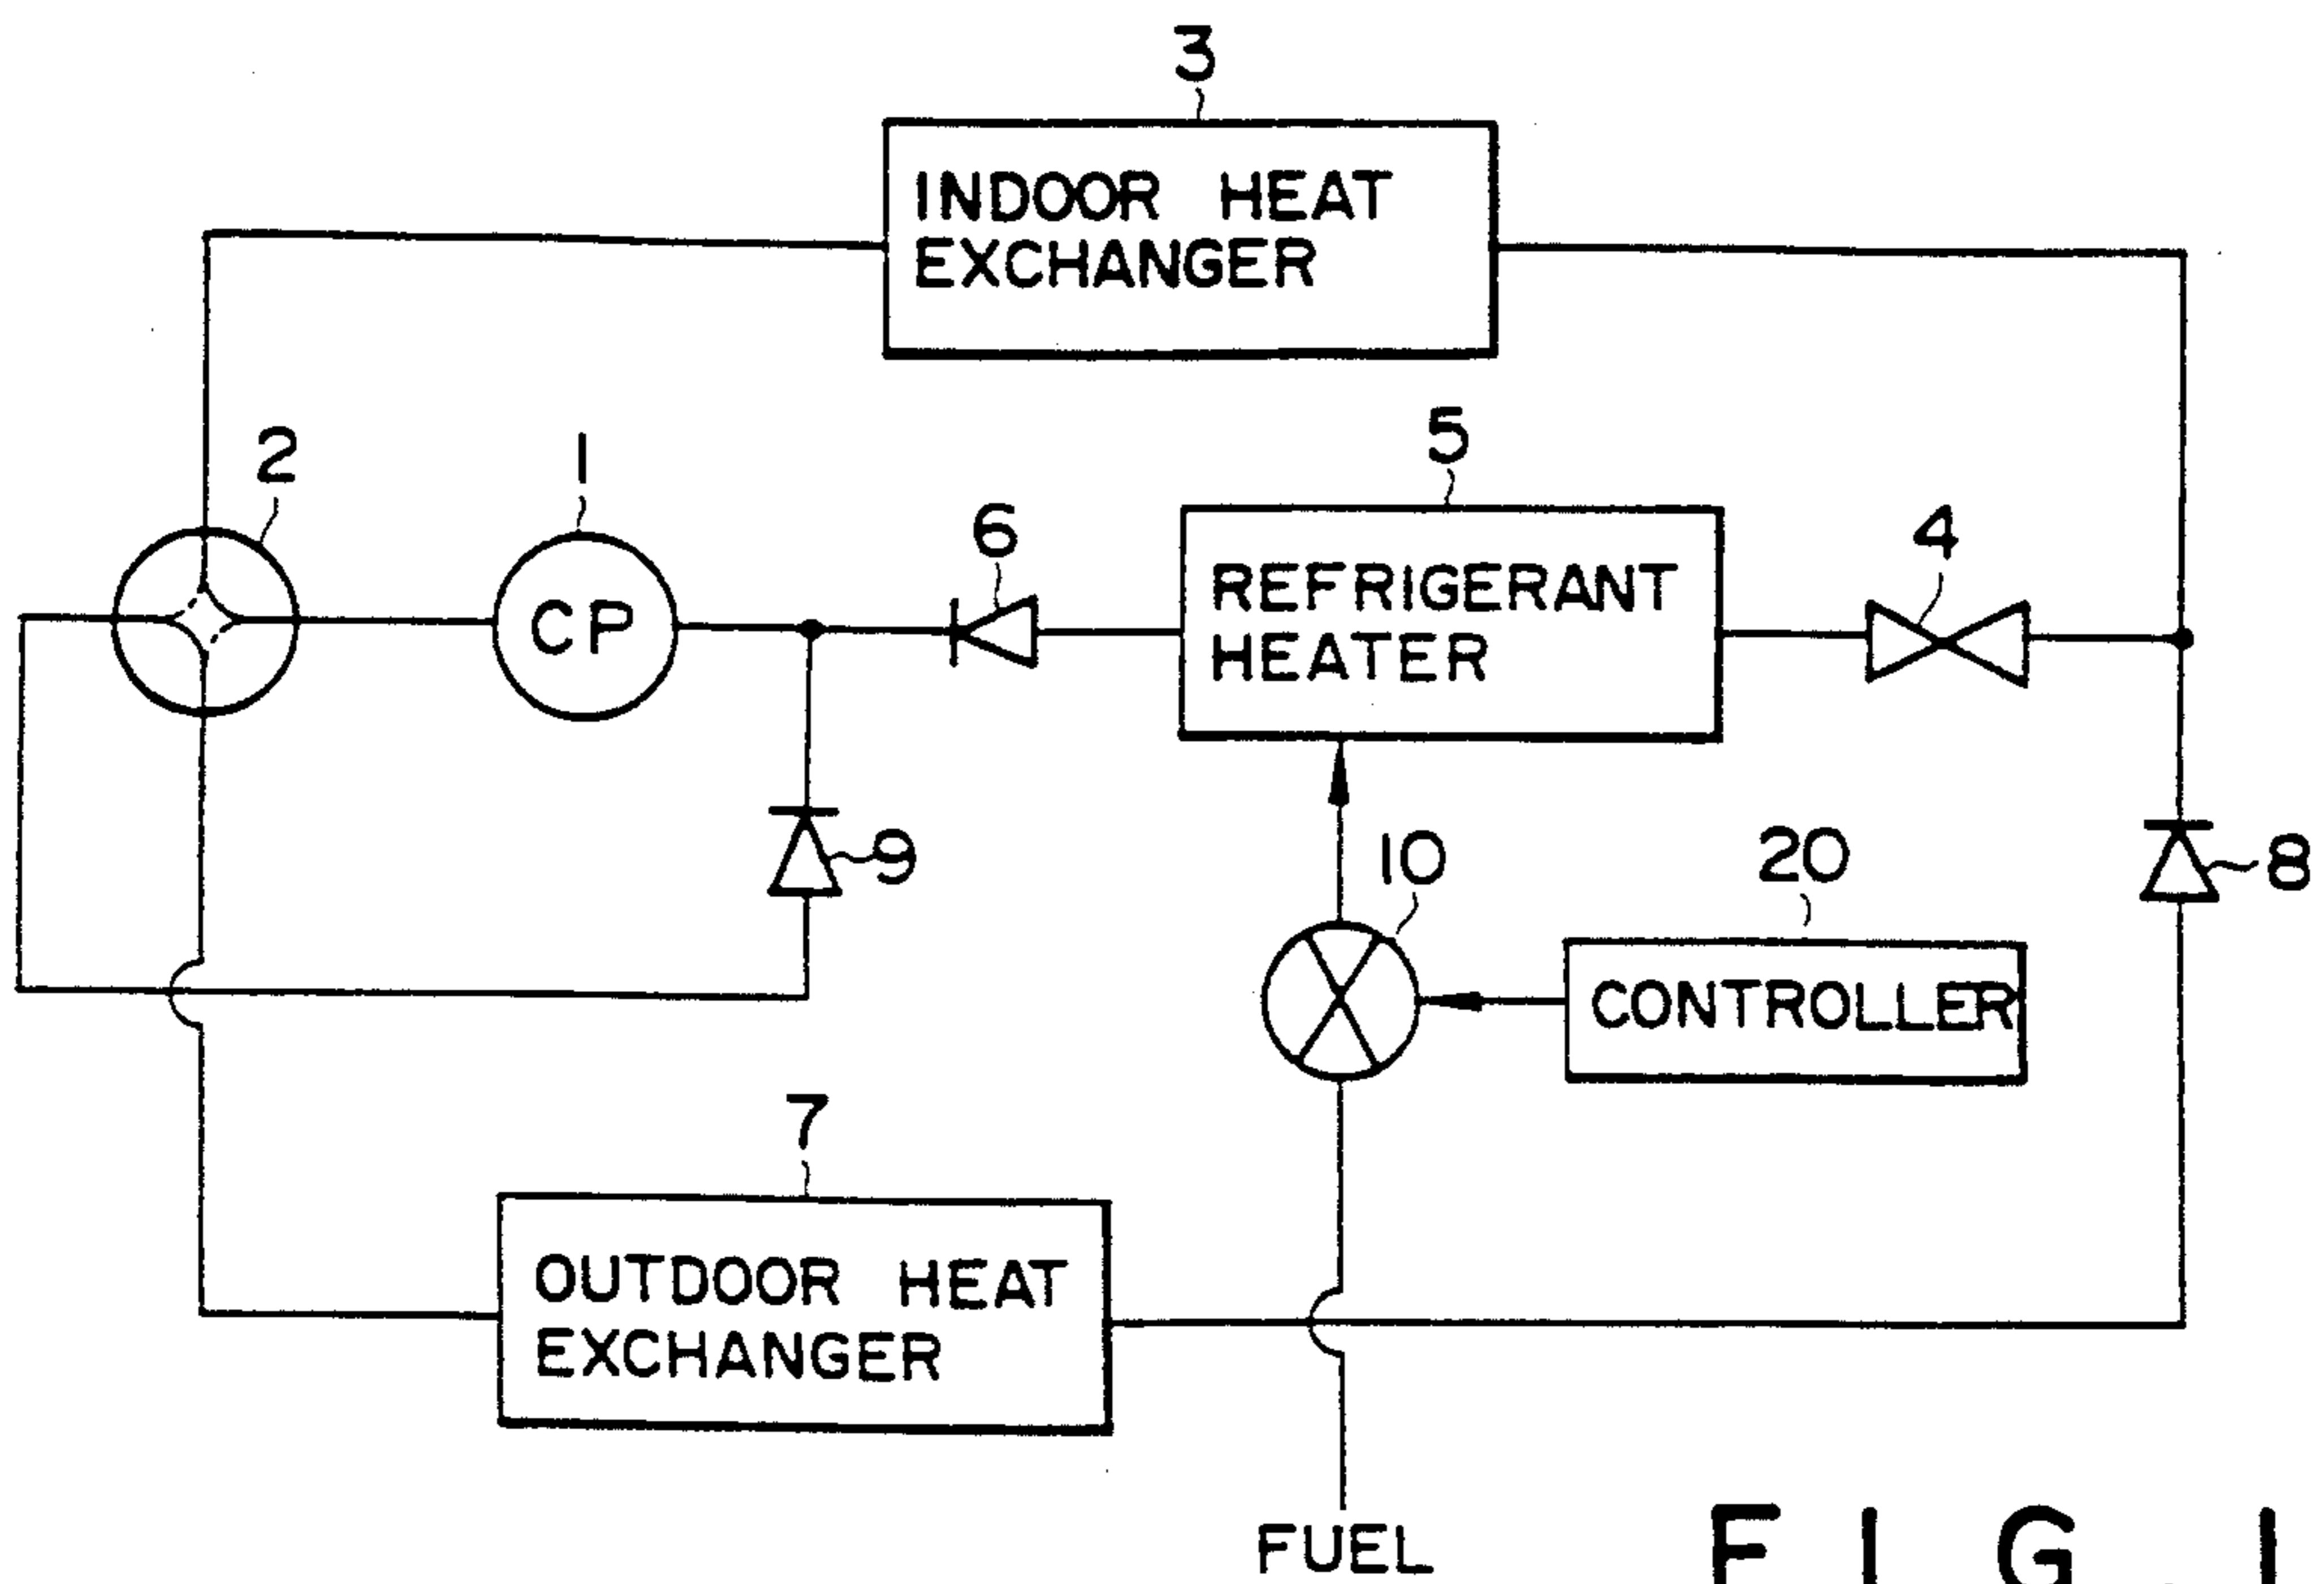 3
INDOOR HEAT
EXCHANGER
2
1
CP
6
5
REFRIGERANT
HEATER
4
9
10
20
CONTROLLER
8
7
OUTDOOR HEAT
EXCHANGER
FUEL
FIG. 1